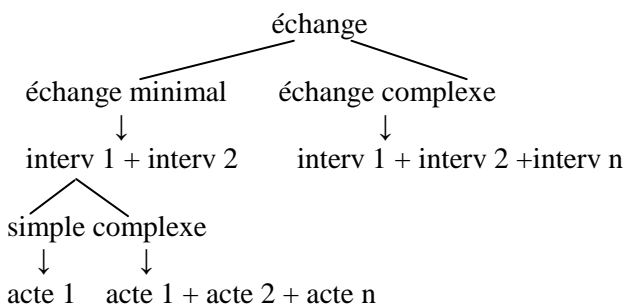 échange
échange minimal échange complexe
↓ ↓
interv 1 + interv 2 interv 1 + interv 2 +interv n
simple complexe
↓ ↓
acte 1 acte 1 + acte 2 + acte n